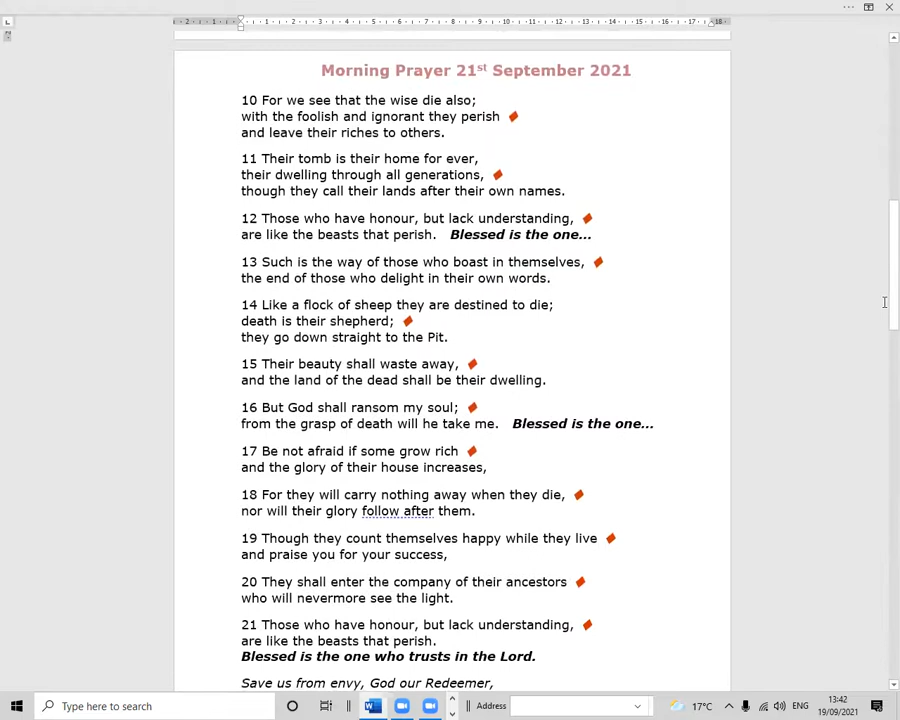 Morning Prayer 21st September 2021
10 For we see that the wise die also;
with the foolish and ignorant they perish ♦
and leave their riches to others.
11 Their tomb is their home for ever,
their dwelling through all generations, ♦
though they call their lands after their own names.
12 Those who have honour, but lack understanding, ♦
are like the beasts that perish. Blessed is the one...
13 Such is the way of those who boast in themselves, ♦
the end of those who delight in their own words.
14 Like a flock of sheep they are destined to die;
death is their shepherd; ♦
they go down straight to the Pit.
15 Their beauty shall waste away, ♦
and the land of the dead shall be their dwelling.
16 But God shall ransom my soul; ♦
from the grasp of death will he take me. Blessed is the one...
17 Be not afraid if some grow rich ♦
and the glory of their house increases,
18 For they will carry nothing away when they die, ♦
nor will their glory follow after them.
19 Though they count themselves happy while they live ♦
and praise you for your success,
20 They shall enter the company of their ancestors ♦
who will nevermore see the light.
21 Those who have honour, but lack understanding, ♦
are like the beasts that perish.
Blessed is the one who trusts in the Lord.
Save us from envy, God our Redeemer,
Type here to search
Address
17°C
ENG
13:42
19/09/2021